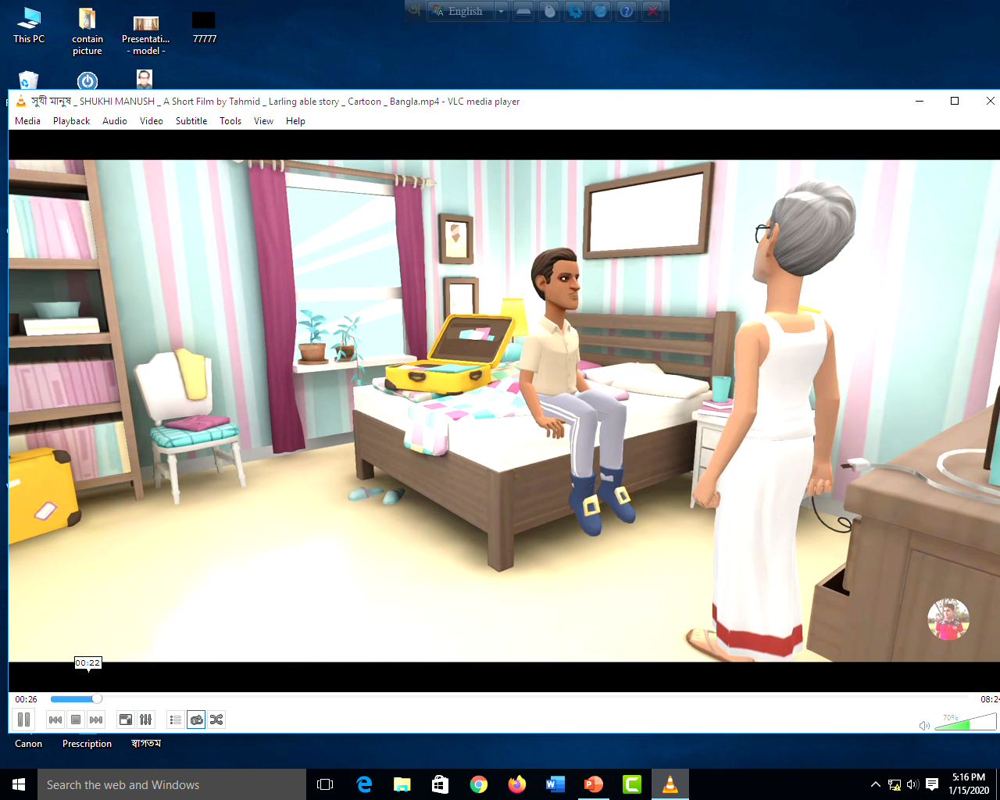 English
This PC
contain
picture
Presentati...
- model -
77777
সুখী মানুষ _ SHUKHI MANUSH _ A Short Film by Tahmid _ Larling able story _ Cartoon _ Bangla.mp4 - VLC media player
Media Playback Audio Video Subtitle Tools View Help
00:22
00:26
08:24
70%
Canon
Prescription
স্বাগতম
Search the web and Windows
5:16 PM
1/15/2020